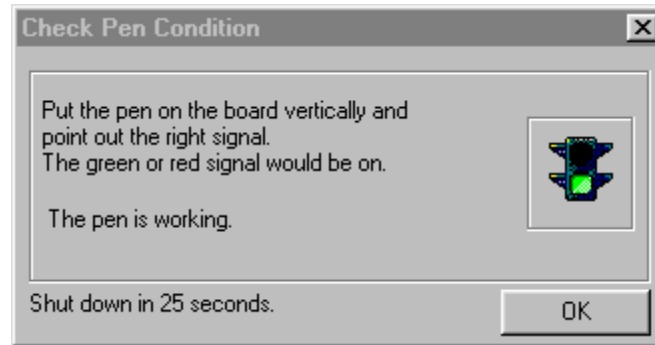 Check Pen Condition
Put the pen on the board vertically and
point out the right signal.
The green or red signal would be on.
The pen is working.
Shut down in 25 seconds.
OK